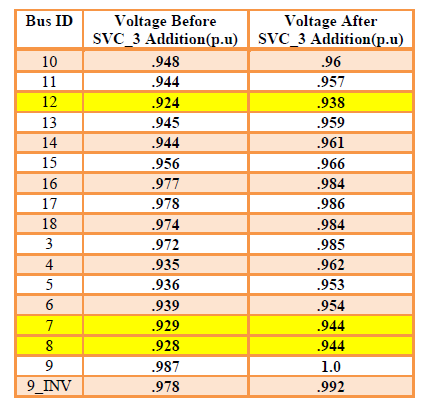 Bus ID Voltage Before SVC_3 Addition(p.u) Voltage After SVC_3 Addition(p.u)
10 .948 .96
11 .944 .957
12 .924 .938
13 .945 .959
14 .944 .961
15 .956 .966
16 .977 .984
17 .978 .986
18 .974 .984
3 .972 .985
4 .935 .962
5 .936 .953
6 .939 .954
7 .929 .944
8 .928 .944
9 .987 1.0
9_INV .978 .992